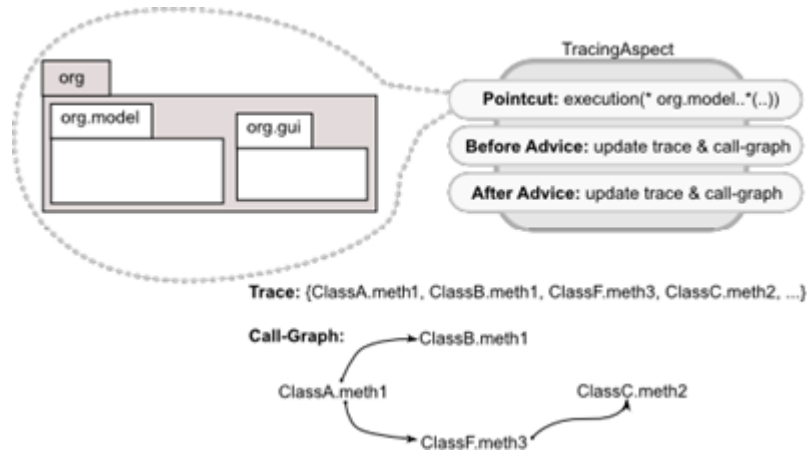 TracingAspect
org
org.model
org.gui
Pointcut: execution(* org.model..*(..))
Before Advice: update trace & call-graph
After Advice: update trace & call-graph
Trace: {ClassA.meth1, ClassB.meth1, ClassF.meth3, ClassC.meth2, ...}
Call-Graph:
ClassB.meth1
ClassA.meth1
ClassC.meth2
ClassF.meth3